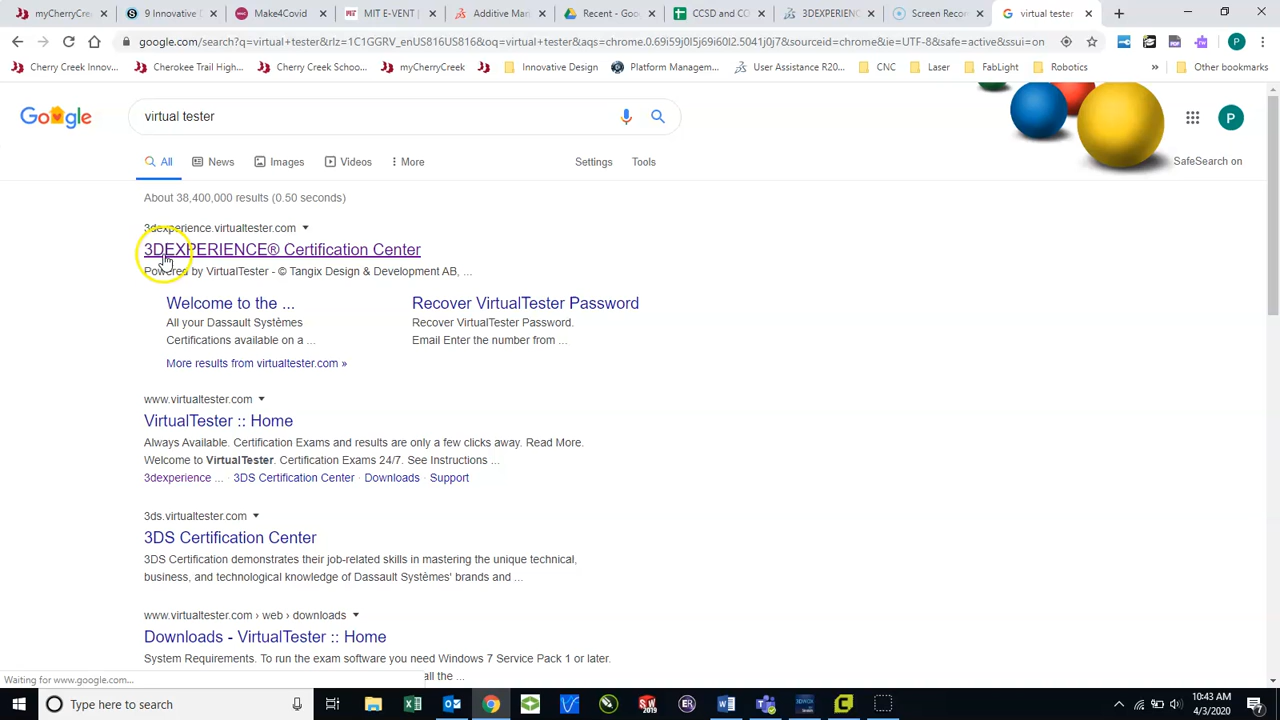 myCherryCree
9 Innovative D
Make4Covid
MIT E-VENT |
Additive Mar
Recent - Goo
CCSD and CC
3DEXPERIENC
Screen Recor
virtual tester
google.com/search?q=virtual+tester&rlz=1C1GGRV_enUS816US816&oq=virtual+tester&aqs=chrome.0.69i59j0l5j69i60l2.5041j0j7&sourceid=chrome&ie=UTF-8&safe=active&ssui=on
Cherry Creek Innov...
Cherokee Trail High...
Cherry Creek Schoo...
myCherryCreek
Innovative Design
Platform Managem...
User Assistance R20...
CNC
Laser
FabLight
Robotics
»
Other bookmarks
Google
virtual tester
P
All
News
Images
Videos
More
Settings
Tools
SafeSearch on
About 38,400,000 results (0.50 seconds)
3dexperience.virtualtester.com
3DEXPERIENCE® Certification Center
Powered by VirtualTester - © Tangix Design & Development AB, ...
Welcome to the ...
All your Dassault Systèmes
Certifications available on a ...
Recover VirtualTester Password
Recover VirtualTester Password.
Email Enter the number from ...
More results from virtualtester.com »
www.virtualtester.com
VirtualTester :: Home
Always Available. Certification Exams and results are only a few clicks away. Read More.
Welcome to VirtualTester. Certification Exams 24/7. See Instructions ...
3dexperience ... · 3DS Certification Center · Downloads · Support
3ds.virtualtester.com
3DS Certification Center
3DS Certification demonstrates their job-related skills in mastering the unique technical,
business, and technological knowledge of Dassault Systèmes' brands and ...
www.virtualtester.com › web › downloads
Downloads - VirtualTester :: Home
System Requirements. To run the exam software you need Windows 7 Service Pack 1 or later.
all the ...
Waiting for www.google.com...
Type here to search
10:43 AM
4/3/2020